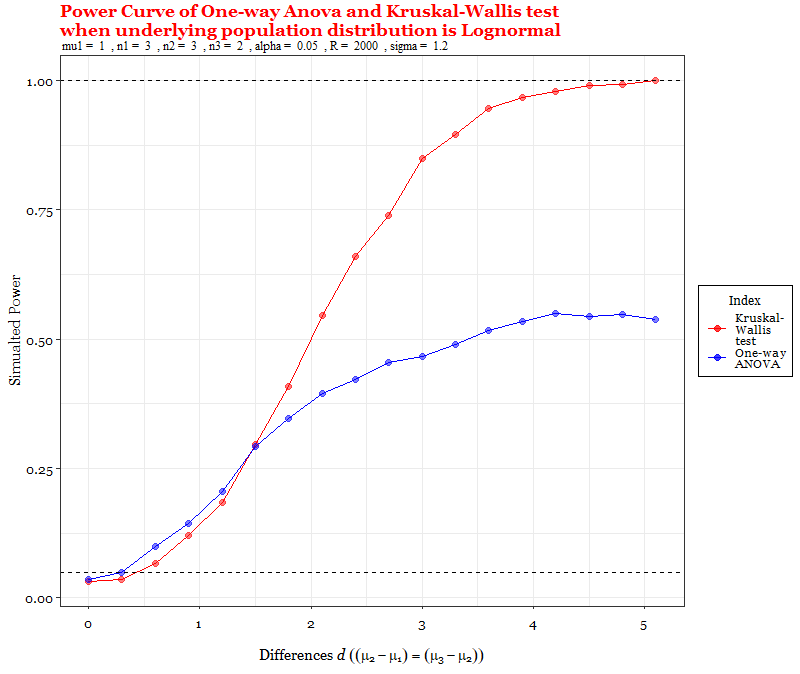 Power Curve of One-way Anova and Kruskal-Wallis test
when underlying population distribution is Lognormal
mu1 = 1 , n1 = 3 , n2 = 3 , n3 = 2 , alpha = 0.05 , R = 2000 , sigma = 1.2
1.00
0.75
0.50
0.25
0.00
Simualted Power
0 1 2 3 4 5
Differences d ((μ₂ − μ₁) = (μ₃ − μ₂))
Index
Kruskal-
Wallis
test
One-way
ANOVA